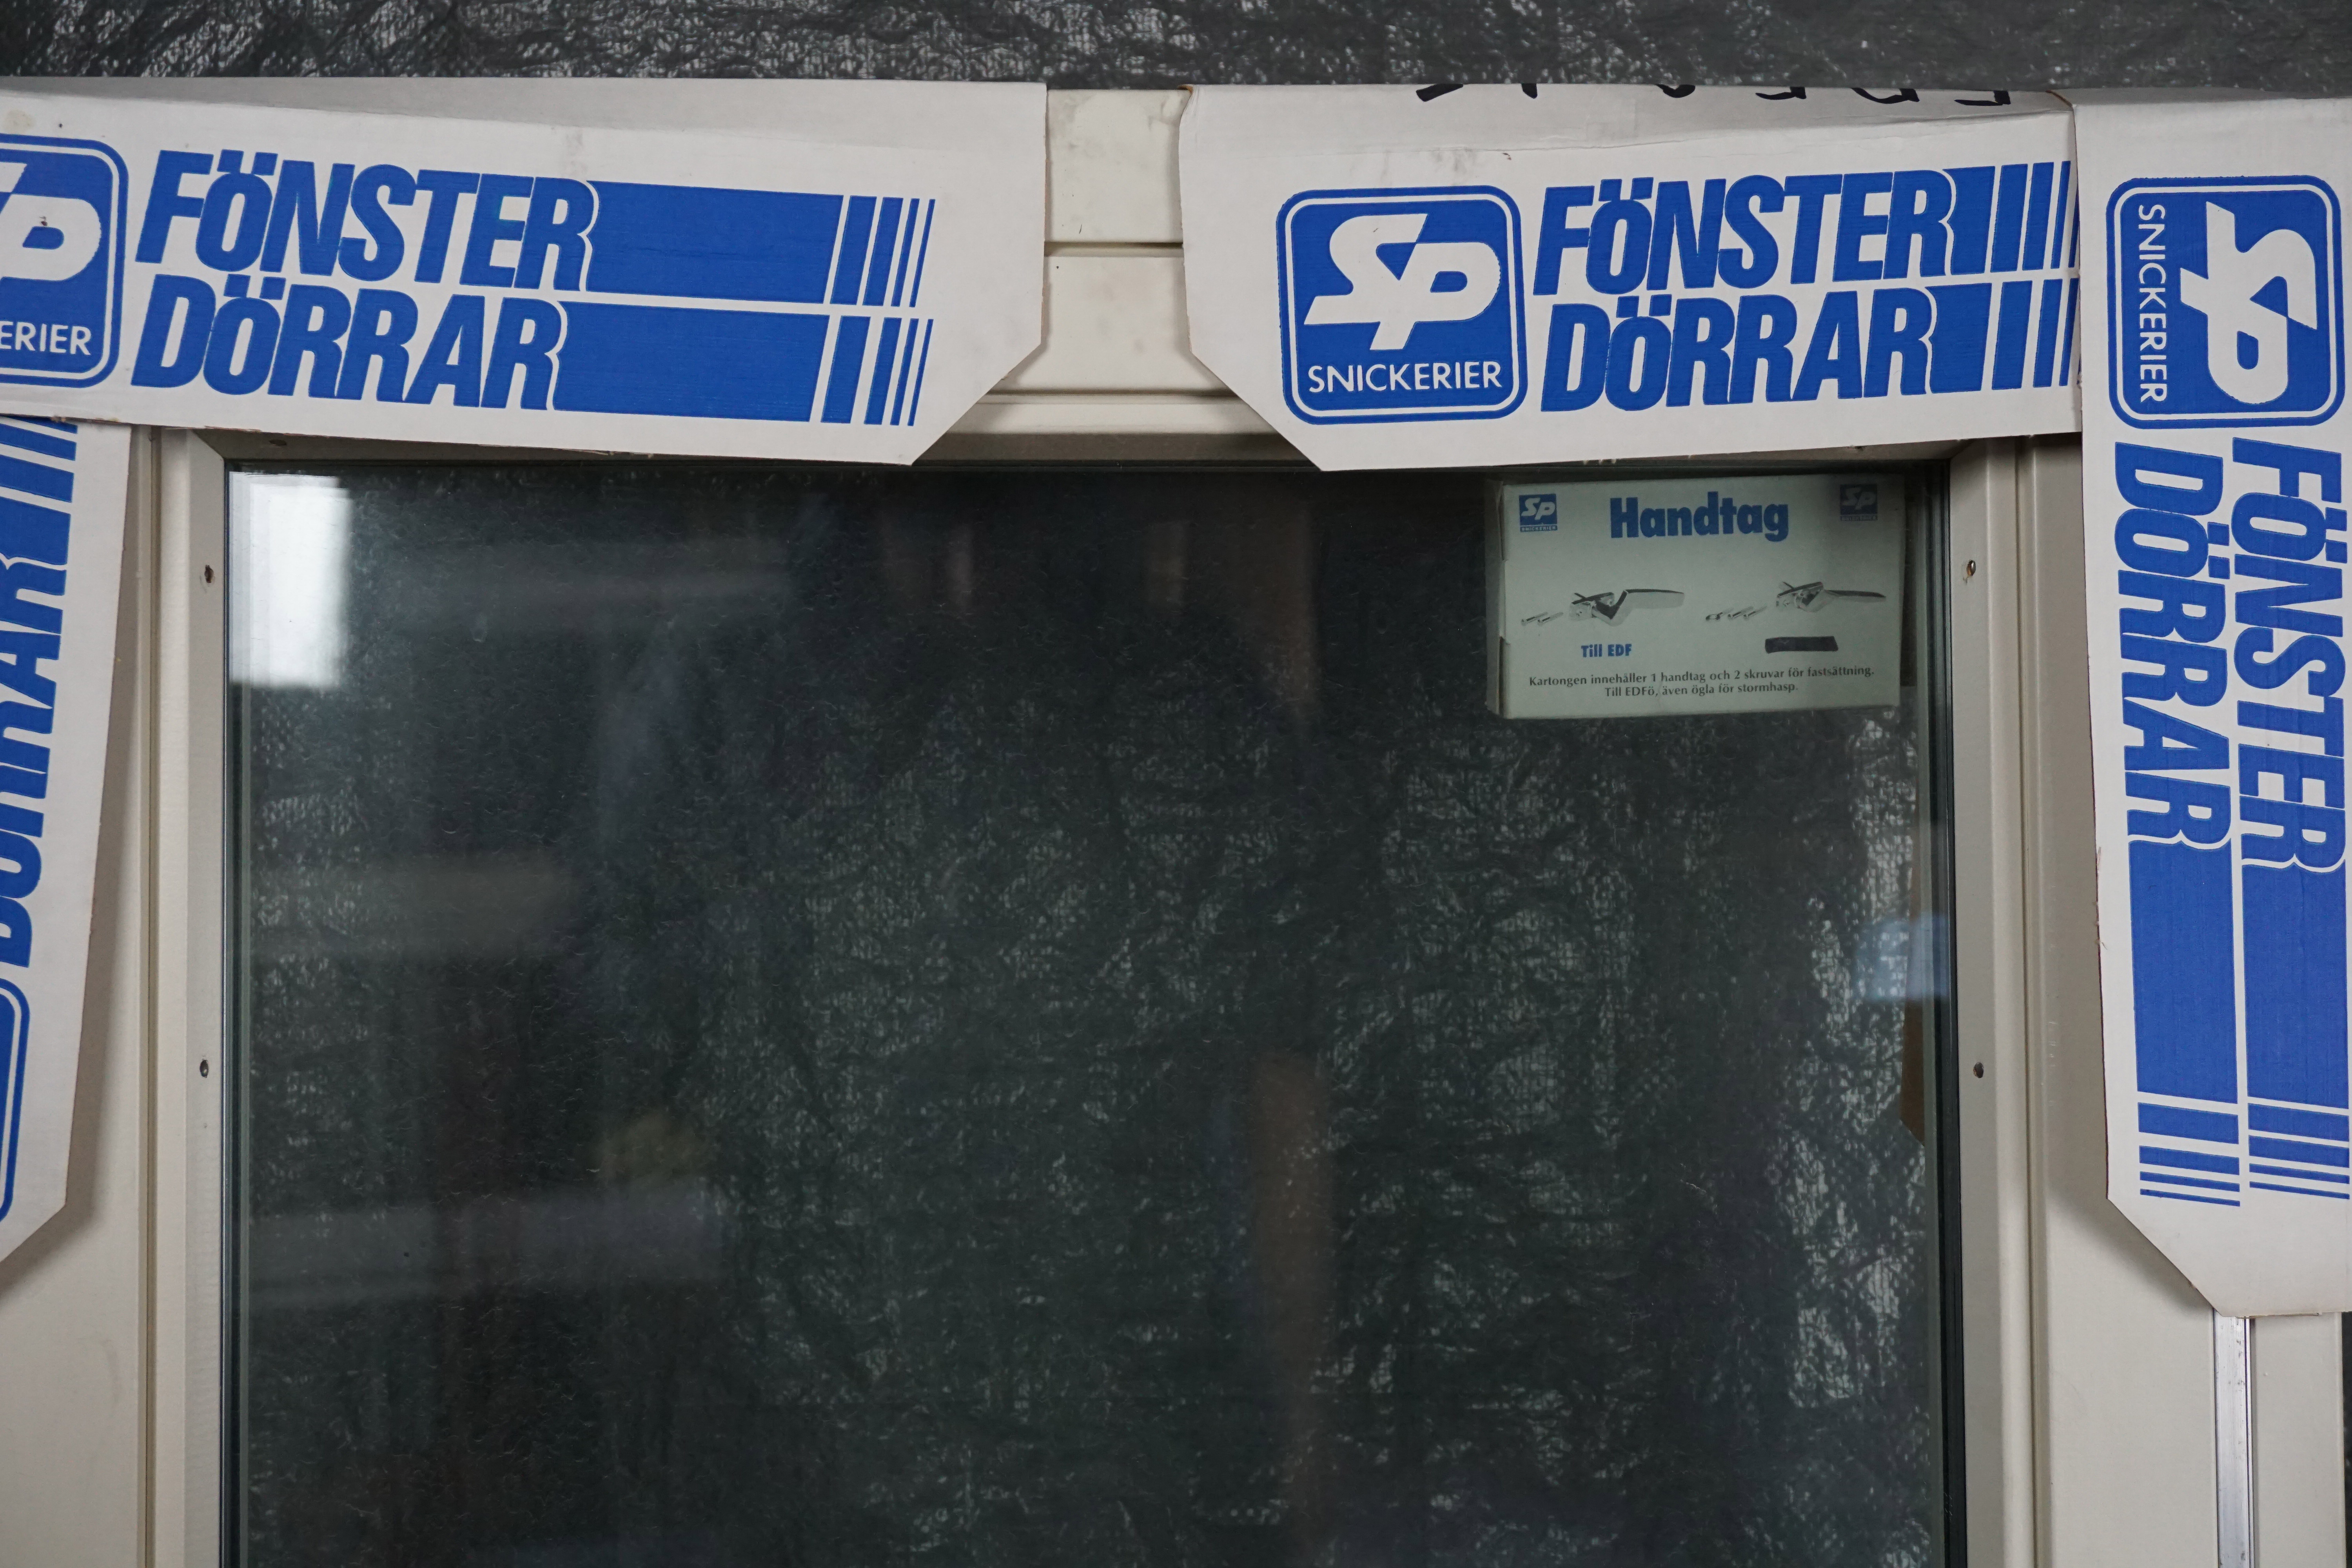 FÖNSTER
DÖRRAR
ERIER
SP
SNICKERIER
FÖNSTER
DÖRRAR
SP
SNICKERIER
FÖNSTER
DÖRRAR
DÖRRAR
SP
Handtag
SP
Till EDF
Kartongen innehåller 1 handtag och 2 skruvar för fastsättning.
Till EDFö, även ögla för stormhasp.